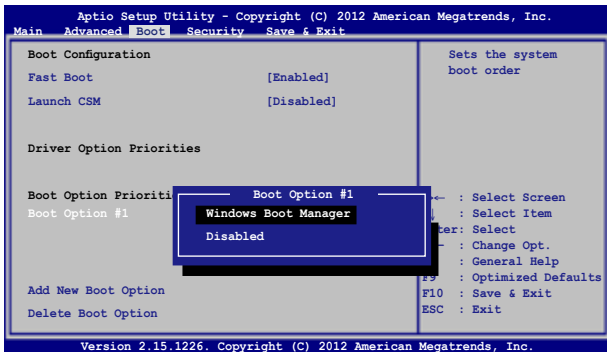 Aptio Setup Utility - Copyright (C) 2012 American Megatrends, Inc.
Main Advanced Boot Security Save & Exit
Boot Configuration
Fast Boot [Enabled]
Launch CSM [Disabled]
Driver Option Priorities
Boot Option Prioriti
Boot Option #1
Boot Option #1
Windows Boot Manager
Disabled
Add New Boot Option
Delete Boot Option
Sets the system
boot order
→← : Select Screen
: Select Item
ter: Select
— : Change Opt.
: General Help
F9 : Optimized Defaults
F10 : Save & Exit
ESC : Exit
Version 2.15.1226. Copyright (C) 2012 American Megatrends, Inc.